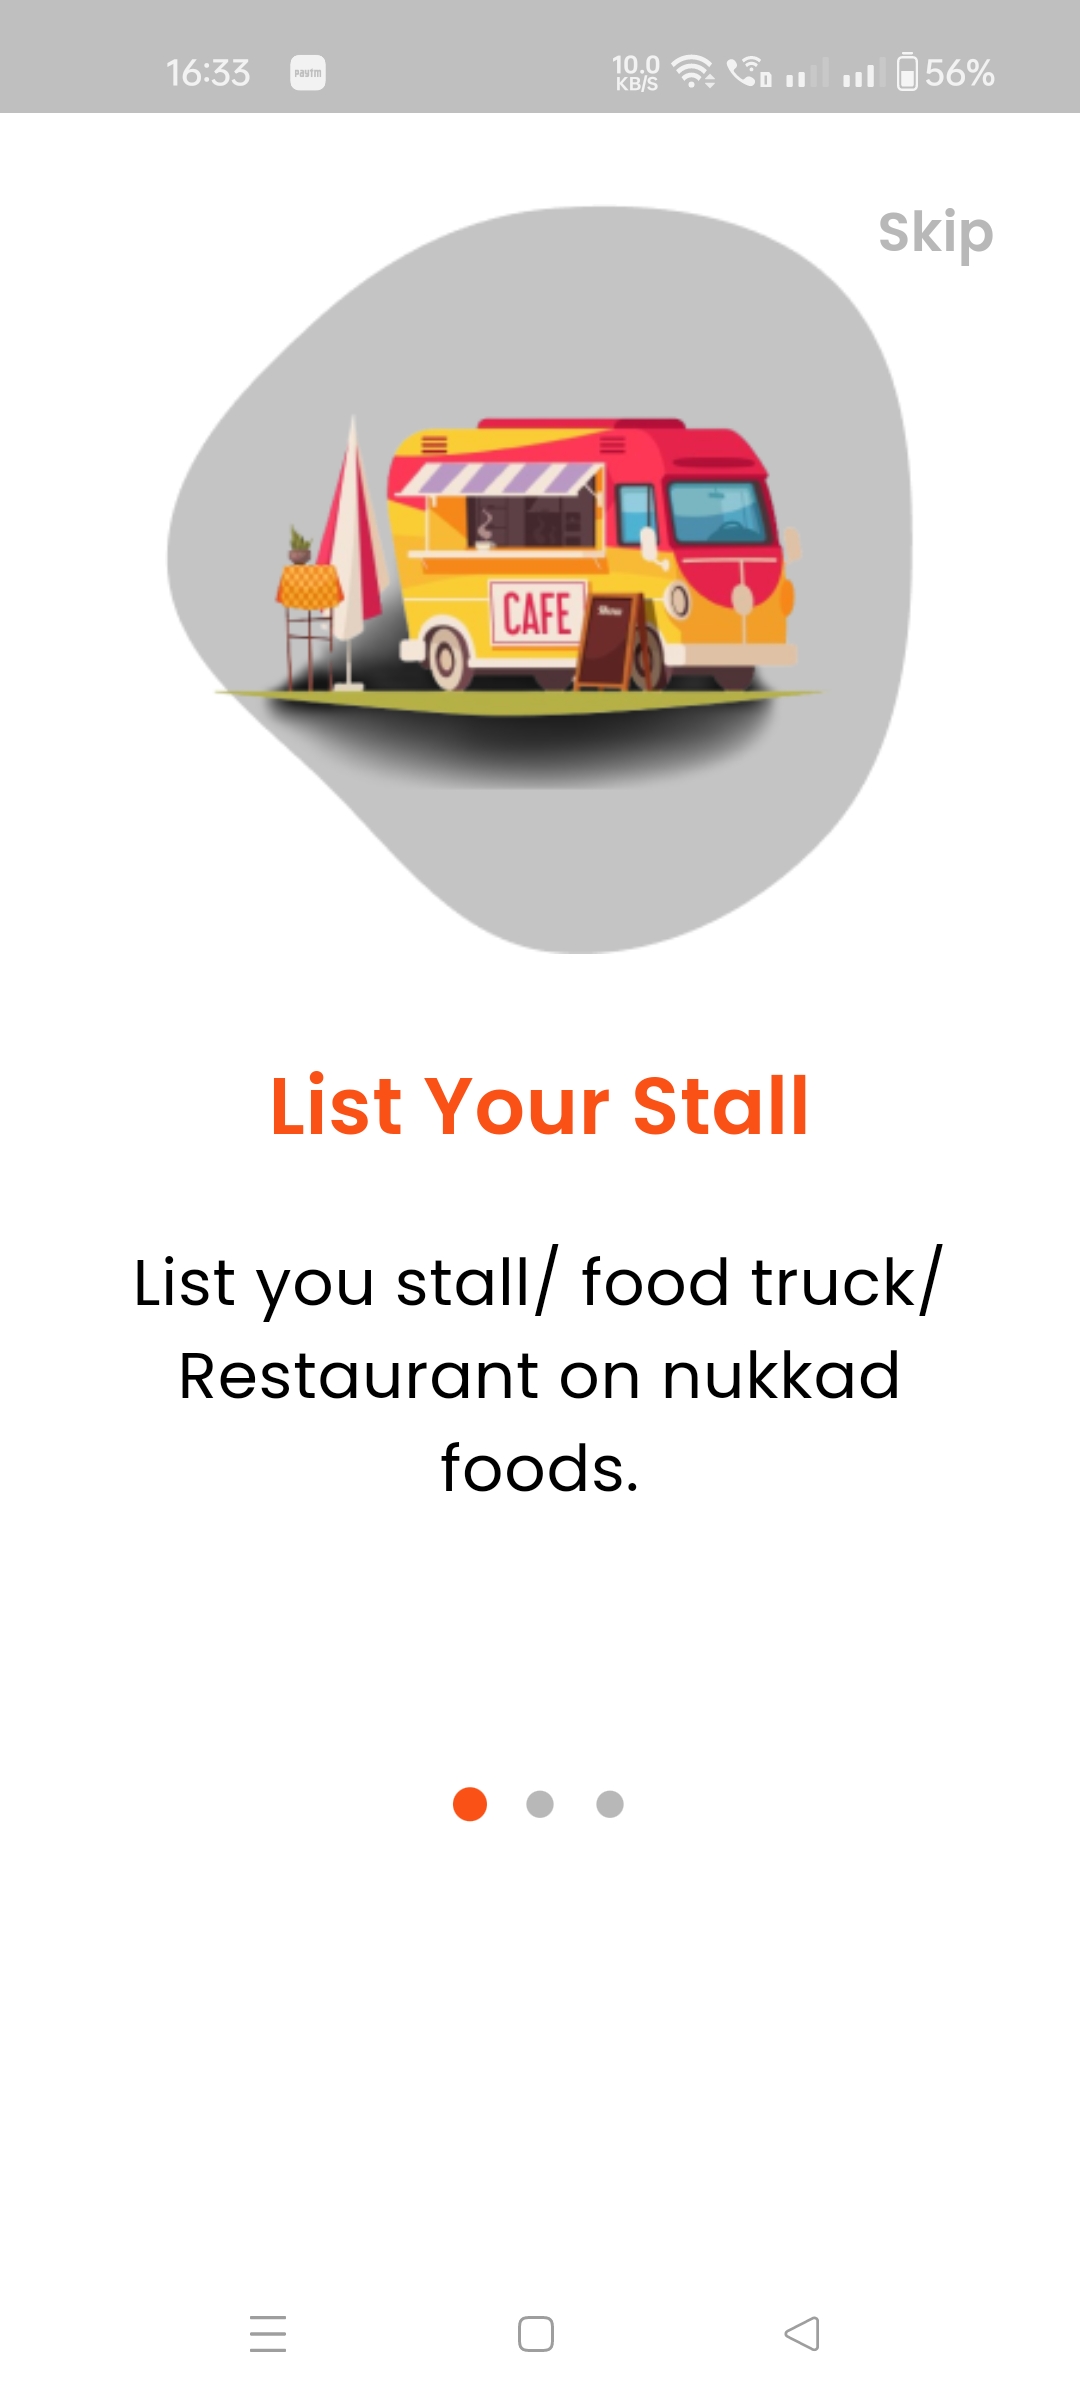 16:33 paytm 10.0 KB/S 56%
Skip
CAFE
List Your Stall
List you stall/ food truck/
Restaurant on nukkad
foods.